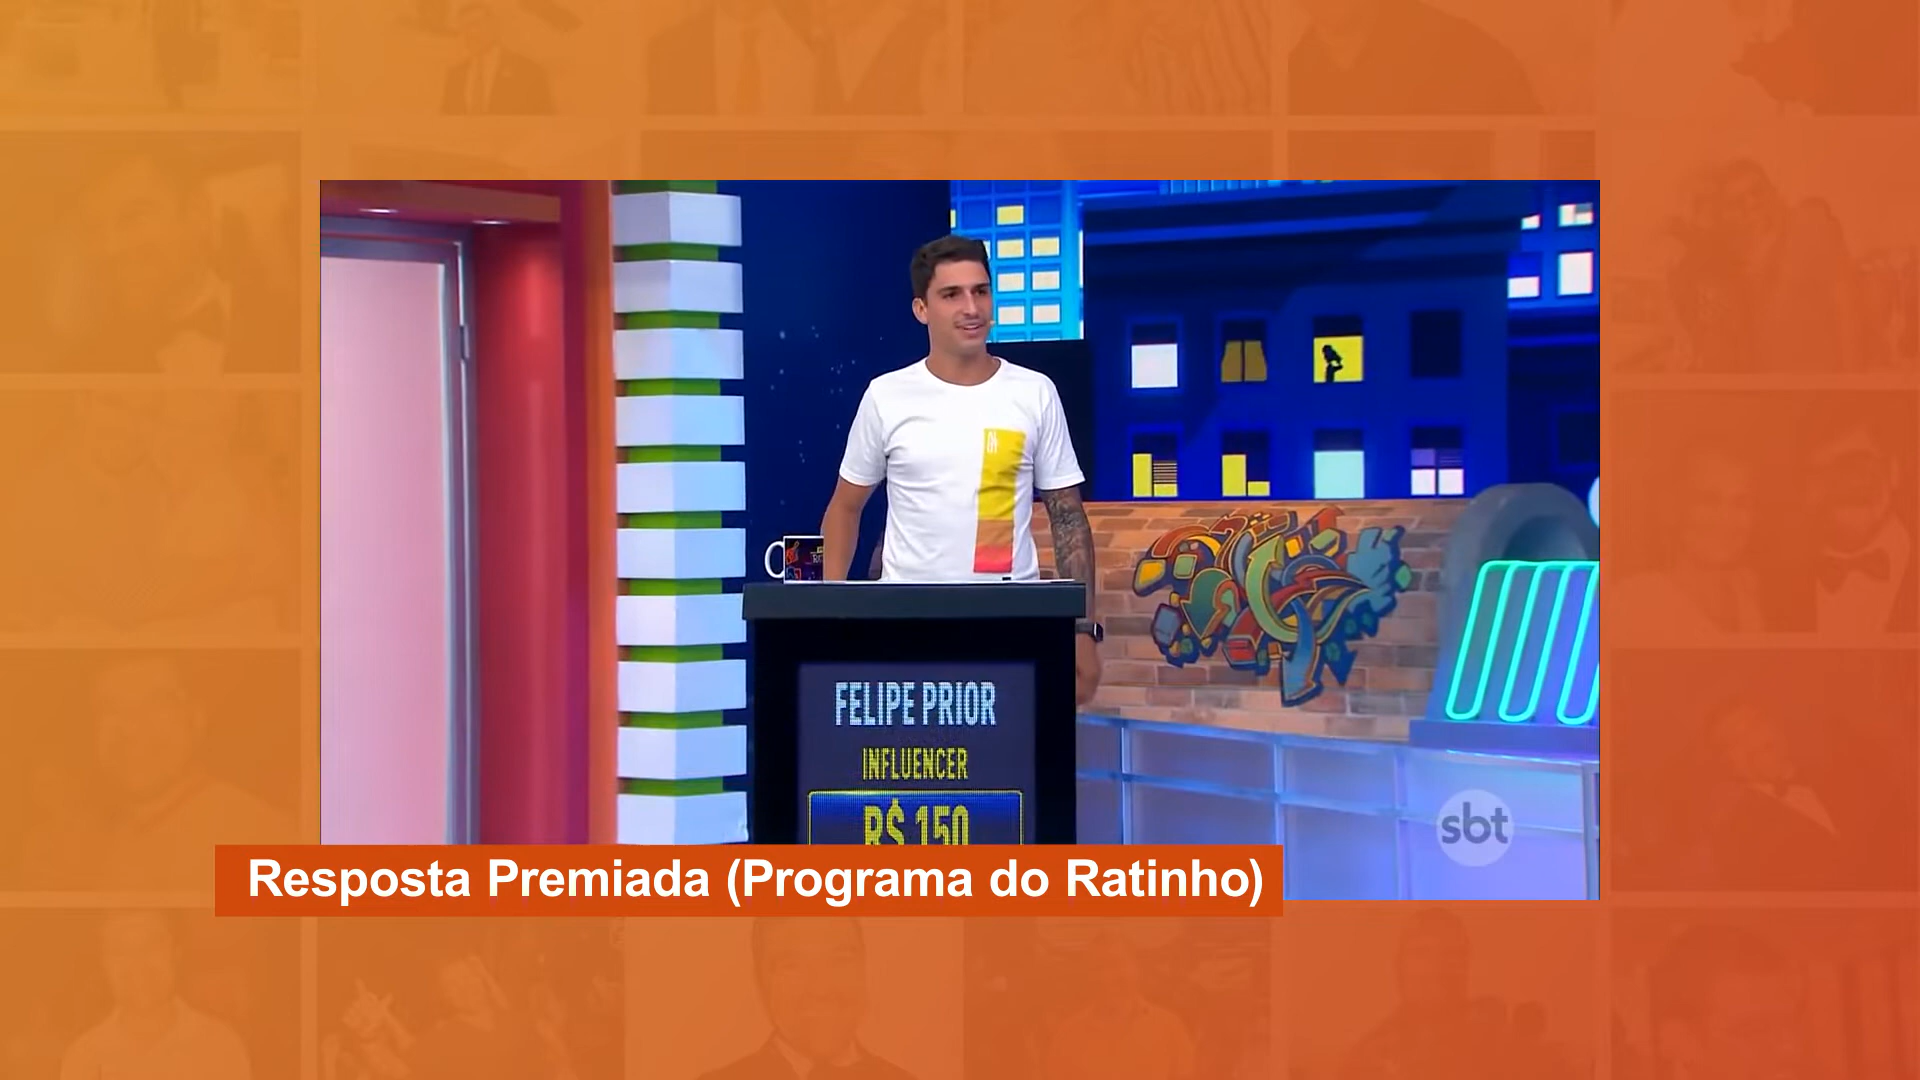 FELIPE PRIOR
INFLUENCER
R$ 150
sbt
Resposta Premiada (Programa do Ratinho)